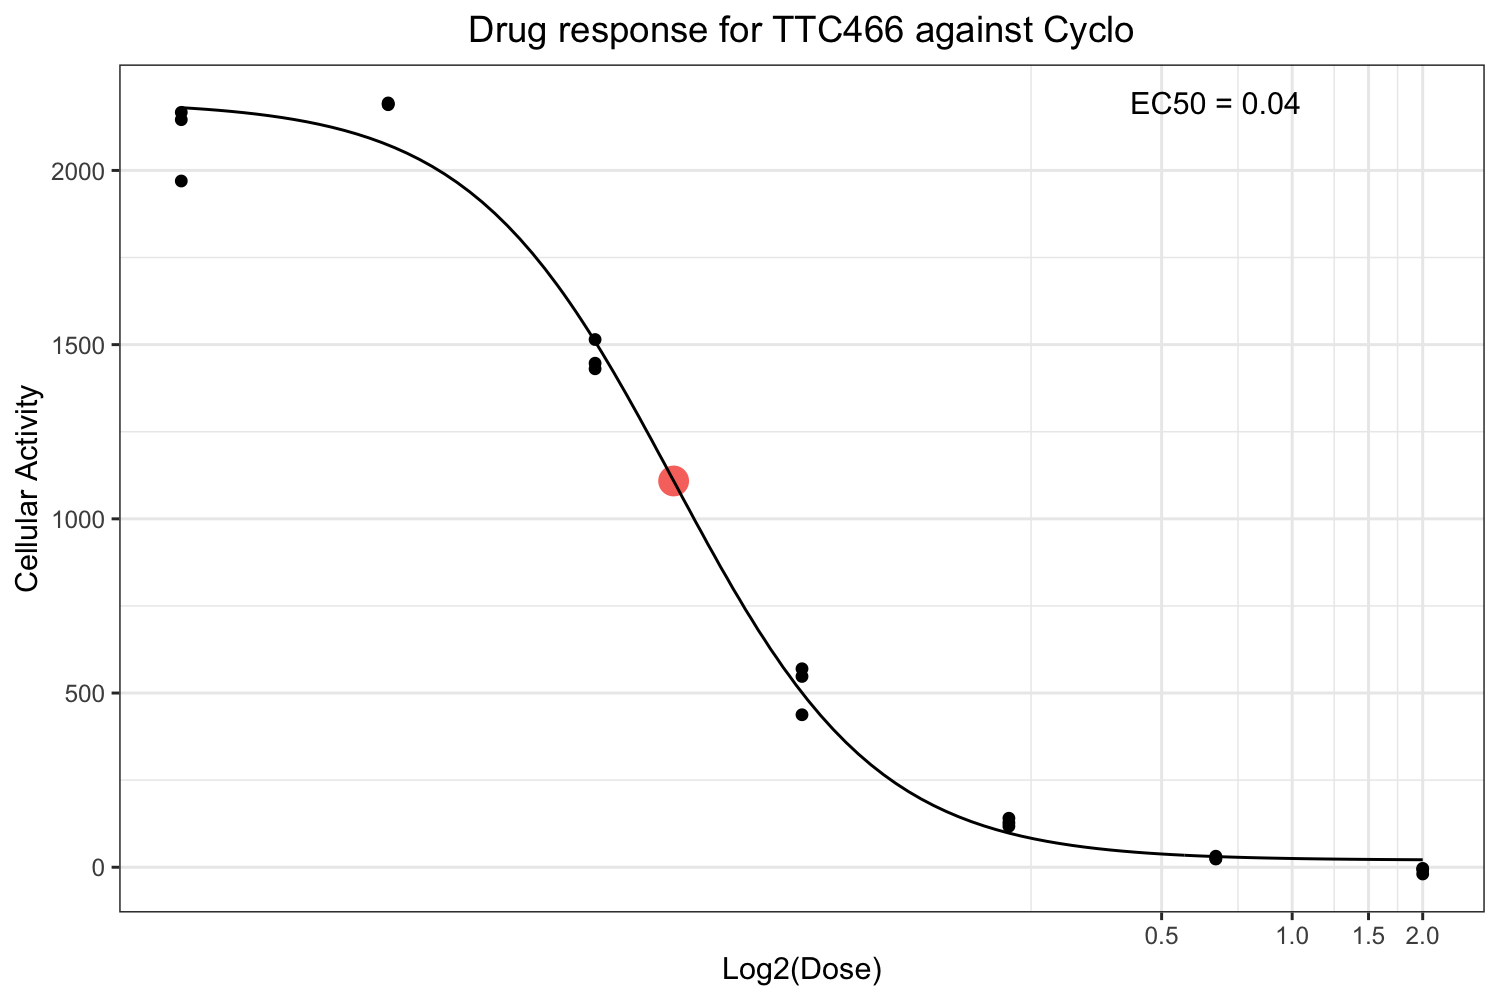 Drug response for TTC466 against Cyclo
EC50 = 0.04
Cellular Activity
2000
1500
1000
500
0
0.5 1.0 1.5 2.0
Log2(Dose)